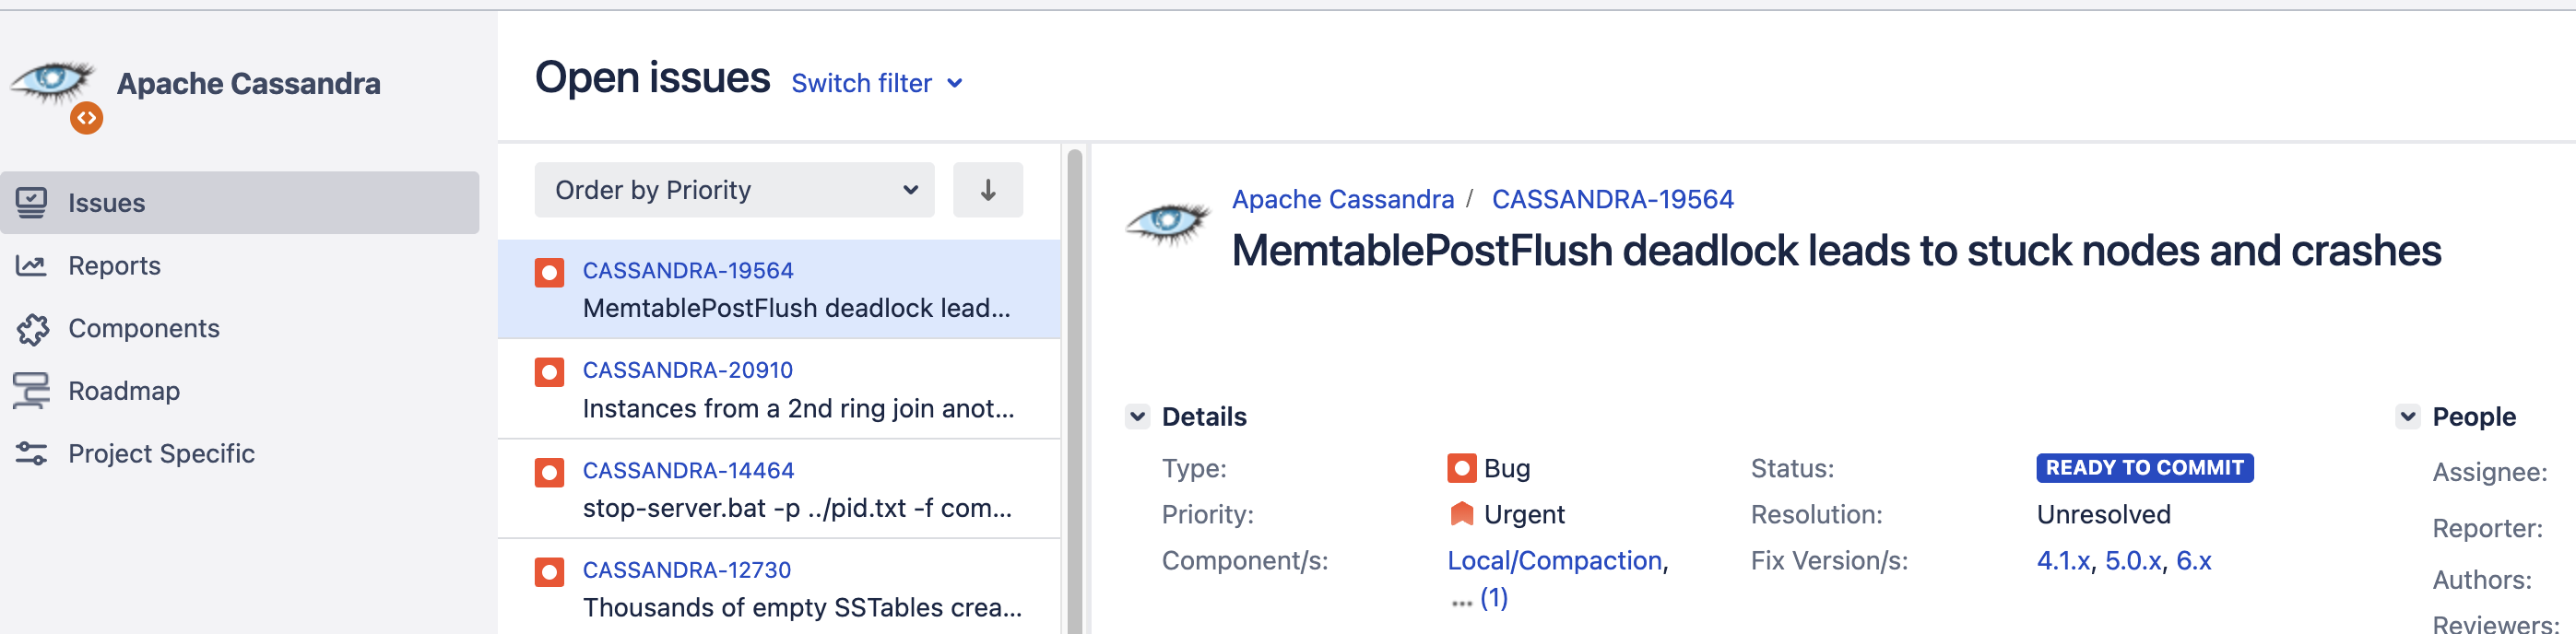 Apache Cassandra
Issues
Reports
Components
Roadmap
Project Specific
Open issues Switch filter
Order by Priority
CASSANDRA-19564
MemtablePostFlush deadlock lead...
CASSANDRA-20910
Instances from a 2nd ring join anot...
CASSANDRA-14464
stop-server.bat -p ../pid.txt -f com...
CASSANDRA-12730
Thousands of empty SSTables crea...
Apache Cassandra / CASSANDRA-19564
MemtablePostFlush deadlock leads to stuck nodes and crashes
Details
Type: Bug Status: READY TO COMMIT
Priority: Urgent Resolution: Unresolved
Component/s: Local/Compaction, Fix Version/s: 4.1.x, 5.0.x, 6.x
... (1)
People
Assignee:
Reporter:
Authors:
Reviewers: